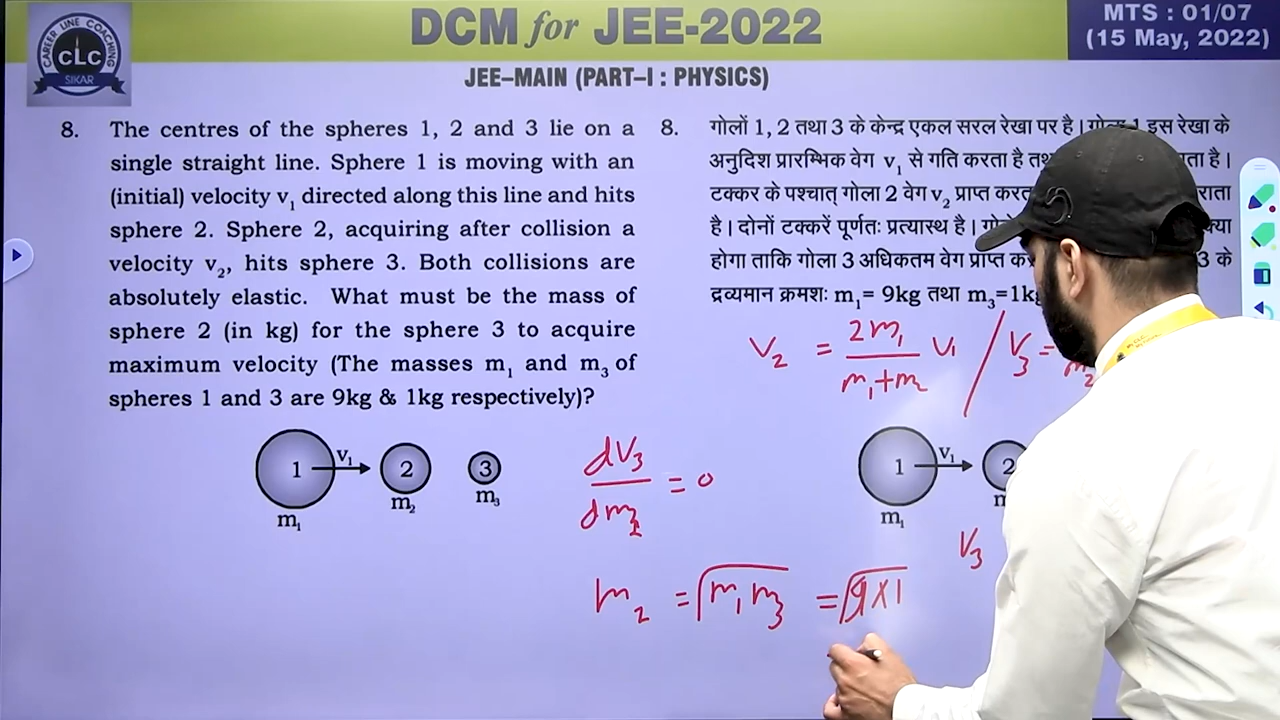 CAREER LINE COACHING
CLC
SIKAR
DCM for JEE-2022
MTS : 01/07
(15 May, 2022)
JEE–MAIN (PART–I : PHYSICS)
8. The centres of the spheres 1, 2 and 3 lie on a
single straight line. Sphere 1 is moving with an
(initial) velocity v₁ directed along this line and hits
sphere 2. Sphere 2, acquiring after collision a
velocity v₂, hits sphere 3. Both collisions are
absolutely elastic. What must be the mass of
sphere 2 (in kg) for the sphere 3 to acquire
maximum velocity (The masses m₁ and m₃ of
spheres 1 and 3 are 9kg & 1kg respectively)?
1 v₁ 2 3
m₁ m₂ m₃
8. गोलों 1, 2 तथा 3 के केन्द्र एकल सरल रेखा पर है। इस रेखा के
अनुदिश प्रारम्भिक वेग v₁ से गति करता है
टक्कर के पश्चात् गोला 2 वेग v₂ प्राप्त
है। दोनों टक्करें पूर्णतः प्रत्यास्थ है।
होगा ताकि गोला 3 अधिकतम वेग प्राप्त 3 के
द्रव्यमान क्रमशः m₁= 9kg तथा m₃=1kg
V₂ = 2m₁ / m₁+m₂ V₁ / V₃ =
1 v₁ 2
m₁
dV₃ / dm₂ = 0
V₃
m₂ = √m₁m₃ = √9×1